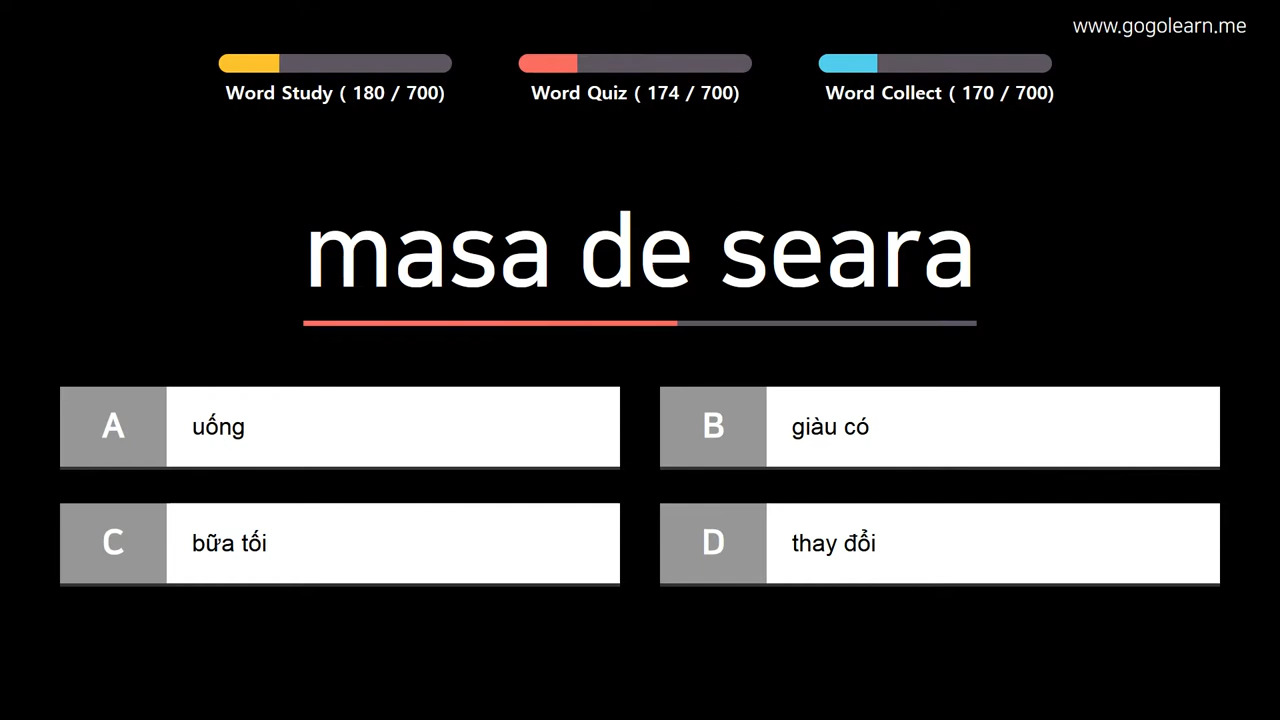 www.gogolearn.me
Word Study ( 180 / 700)
Word Quiz ( 174 / 700)
Word Collect ( 170 / 700)
masa de seara
A
uống
B
giàu có
C
bữa tối
D
thay đổi